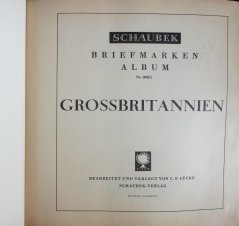 SCHAUBEK
BRIEFMARKEN
ALBUM
GROSSBRITANNIEN
BEARBEITET UND VERLEGT VON C.F. LÜCKE
SCHAUBEK-VERLAG